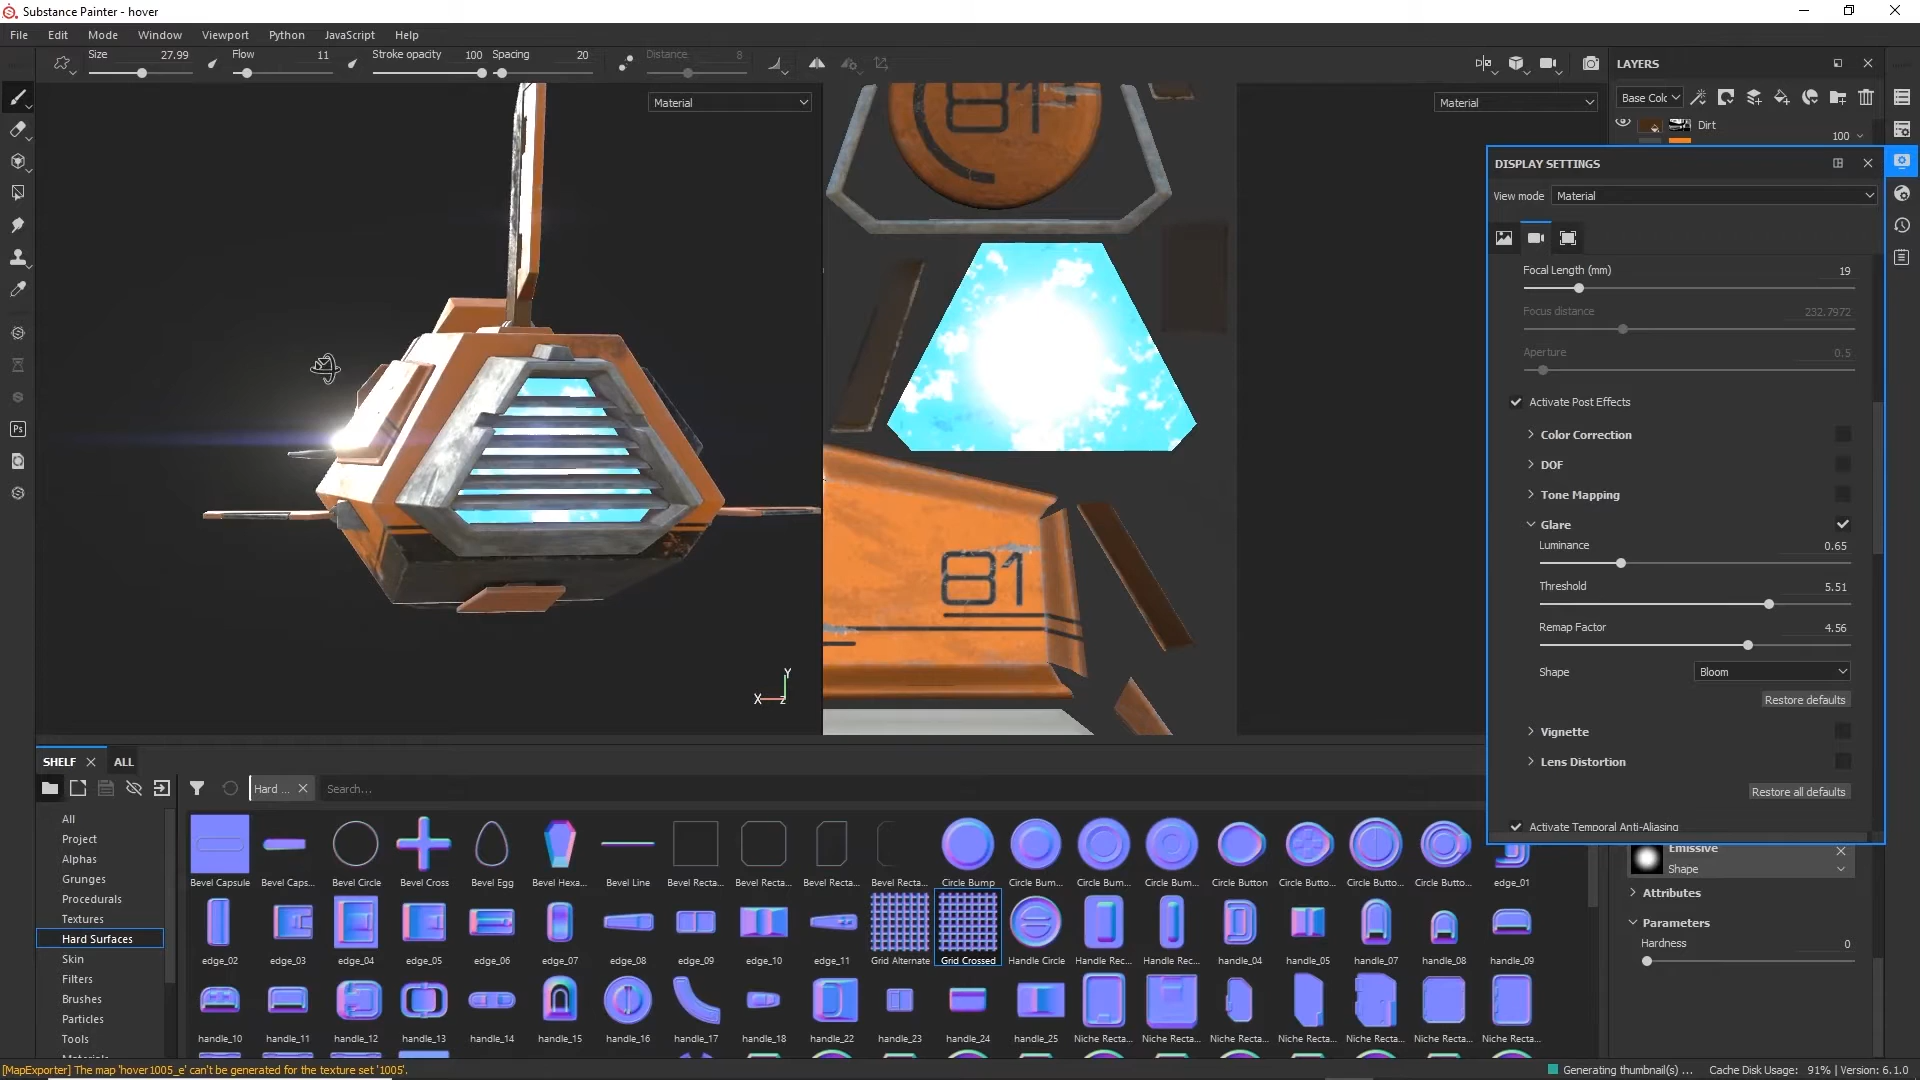 Substance Painter - hover
File Edit Mode Window Viewport Python JavaScript Help
Size 27.99 Flow 11 Stroke opacity 100 Spacing 20 Distance 8
Material
Material
LAYERS
Base Colc
Dirt
100
DISPLAY SETTINGS
View mode Material
Focal Length (mm) 19
Focus distance 232.7972
Aperture 0.5
Activate Post Effects
Color Correction
DOF
Tone Mapping
Glare
Luminance 0.65
Threshold 5.51
Remap Factor 4.56
Shape Bloom
Restore defaults
Vignette
Lens Distortion
Restore all defaults
Activate Temporal Anti-Aliasing
Emissive
Shape
Attributes
Parameters
Hardness 0
81
81
Y
X Z
Ps
SHELF ALL
Hard ... Search...
All
Project
Alphas
Grunges
Procedurals
Textures
Hard Surfaces
Skin
Filters
Brushes
Particles
Tools
Materials
Bevel Capsule Bevel Caps... Bevel Circle Bevel Cross Bevel Egg Bevel Hexa... Bevel Line Bevel Recta... Bevel Recta... Bevel Recta... Bevel Recta... Circle Bump Circle Bum... Circle Bum... Circle Bum... Circle Button Circle Butto... Circle Butto... Circle Butto... edge_01
edge_02 edge_03 edge_04 edge_05 edge_06 edge_07 edge_08 edge_09 edge_10 edge_11 Grid Alternate Grid Crossed Handle Circle Handle Rec... Handle Rec... handle_04 handle_05 handle_07 handle_08 handle_09
handle_10 handle_11 handle_12 handle_13 handle_14 handle_15 handle_16 handle_17 handle_18 handle_22 handle_23 handle_24 handle_25 Niche Recta... Niche Recta... Niche Recta... Niche Recta... Niche Recta... Niche Recta... Niche Recta...
[MapExporter] The map 'hover1005_e' can't be generated for the texture set '1005'.
Generating thumbnail(s) ... Cache Disk Usage: 91% | Version: 6.1.0